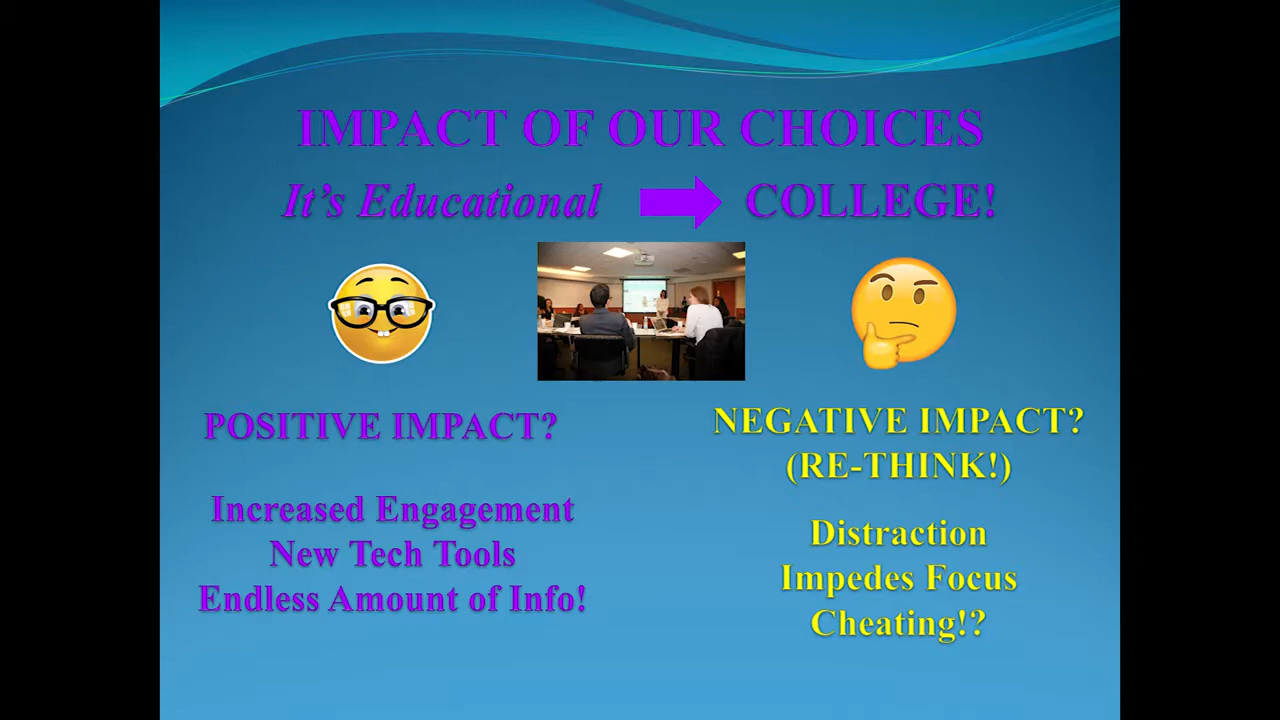 IMPACT OF OUR CHOICES
It's Educational COLLEGE!
POSITIVE IMPACT?
Increased Engagement
New Tech Tools
Endless Amount of Info!
NEGATIVE IMPACT?
(RE-THINK!)
Distraction
Impedes Focus
Cheating!?